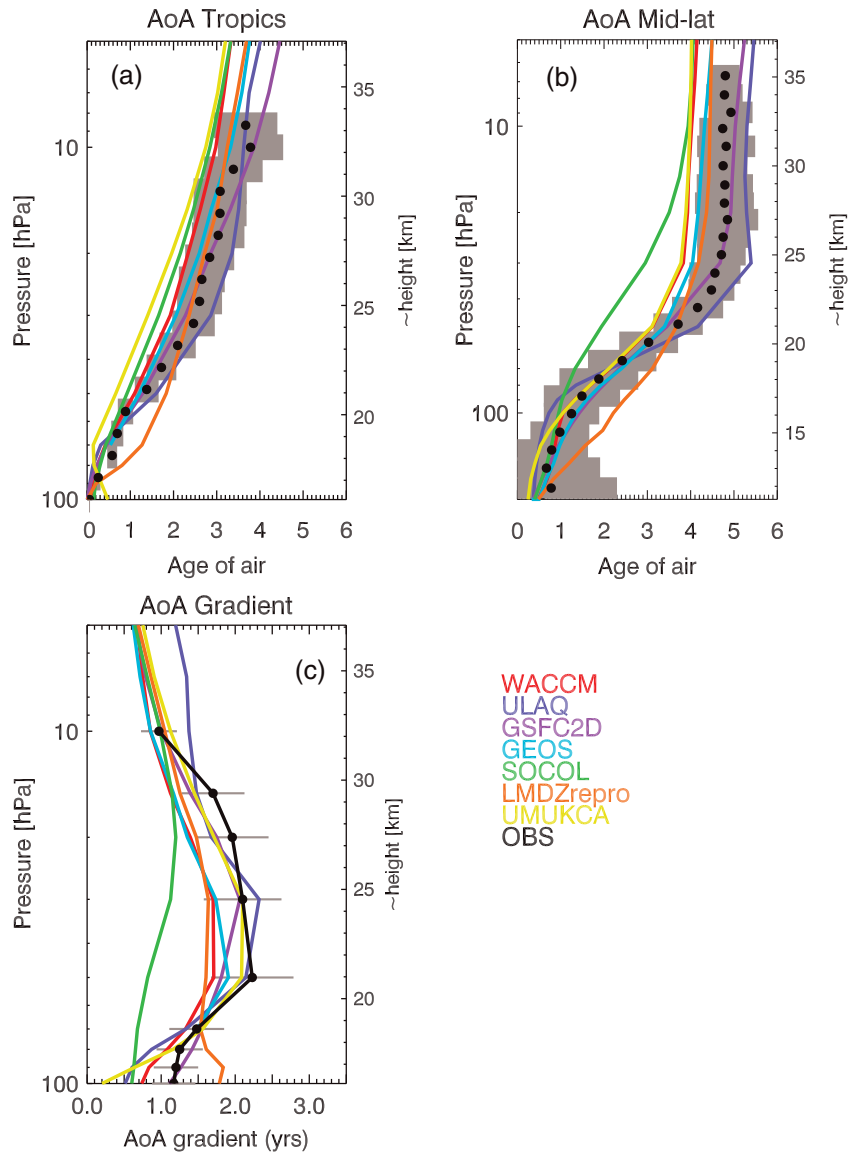 AoA Tropics
(a)
10
100
Pressure [hPa]
35
30
25
20
~height [km]
0 1 2 3 4 5 6
Age of air
AoA Mid-lat
(b)
10
100
Pressure [hPa]
35
30
25
20
15
~height [km]
0 1 2 3 4 5 6
Age of air
AoA Gradient
(c)
10
100
Pressure [hPa]
35
30
25
20
~height [km]
0.0 1.0 2.0 3.0
AoA gradient (yrs)
WACCM
ULAQ
GSFC2D
GEOS
SOCOL
LMDZrepro
UMUKCA
OBS